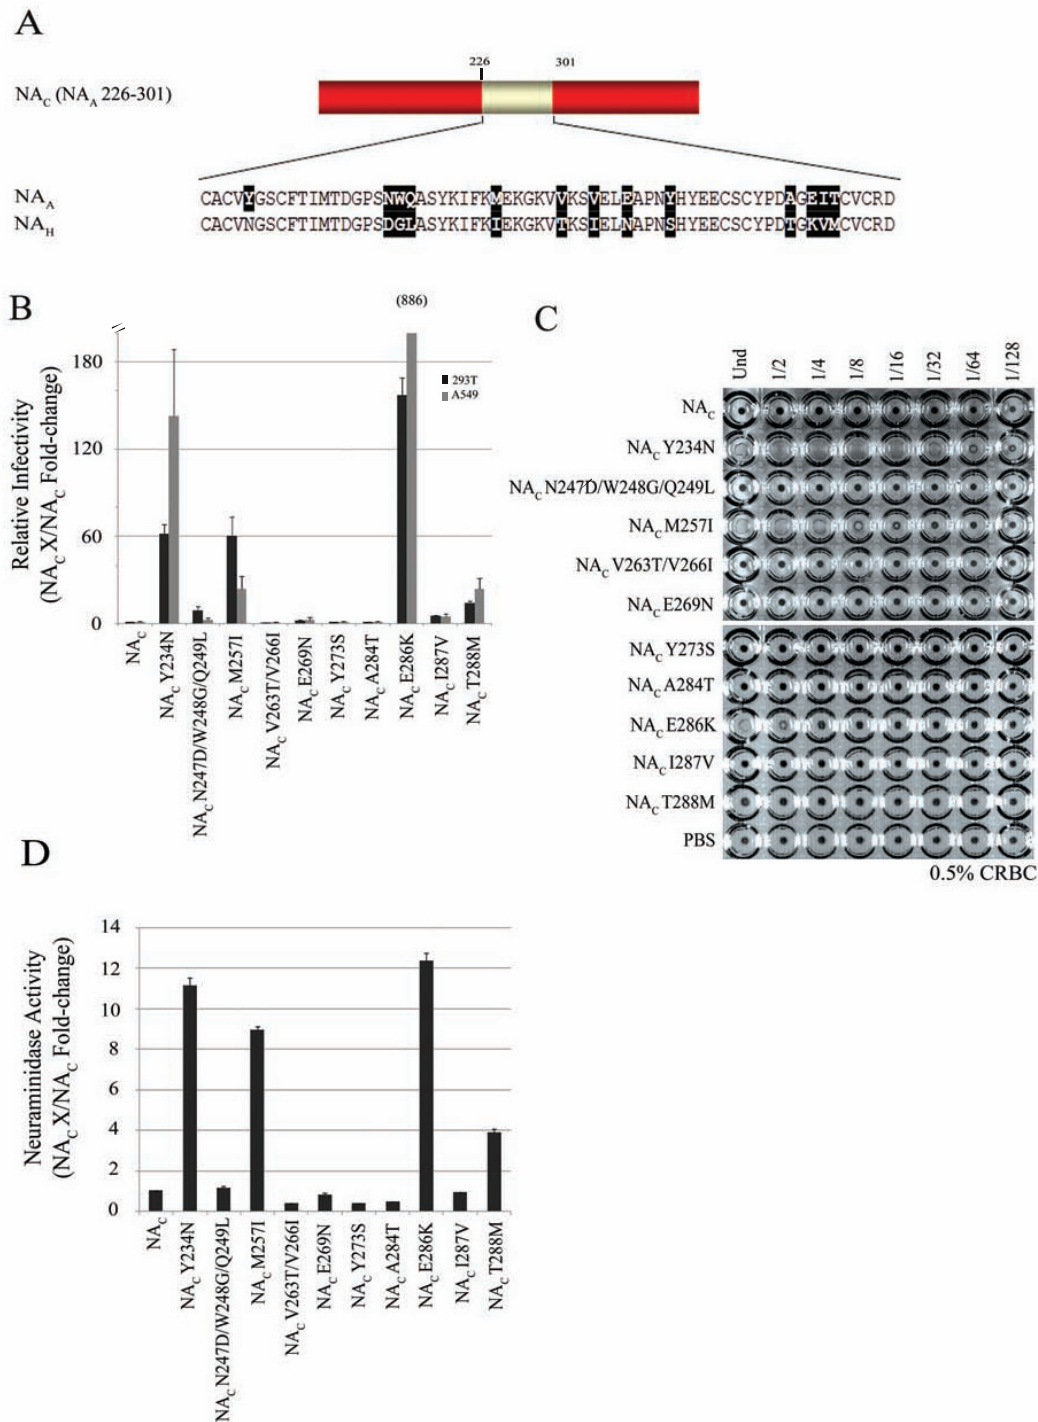 A
226 301
NAC (NAA 226-301)
NAA CACVYGSCFTIMTDGPSNWQASYKIFKMEKGKVVKSVELEAPNYHYEECSCYPDAGEITCVCRD
NAH CACVNGSCFTIMTDGPSDGLASYKIFKIEKGKVTKSIELNAPNSHYEECSCYPDTGKVMCVCRD
B
Relative Infectivity
(NAC X/NAC Fold-change)
(886)
293T
A549
180
120
60
0
NAC
NAC Y234N
NAC N247D/W248G/Q249L
NAC M257I
NAC V263T/V266I
NAC E269N
NAC Y273S
NAC A284T
NAC E286K
NAC I287V
NAC T288M
C
Und 1/2 1/4 1/8 1/16 1/32 1/64 1/128
NAC
NAC Y234N
NAC N247D/W248G/Q249L
NAC M257I
NAC V263T/V266I
NAC E269N
NAC Y273S
NAC A284T
NAC E286K
NAC I287V
NAC T288M
PBS
0.5% CRBC
D
Neuraminidase Activity
(NAC X/NAC Fold-change)
14
12
10
8
6
4
2
0
NAC
NAC Y234N
NAC N247D/W248G/Q249L
NAC M257I
NAC V263T/V266I
NAC E269N
NAC Y273S
NAC A284T
NAC E286K
NAC I287V
NAC T288M